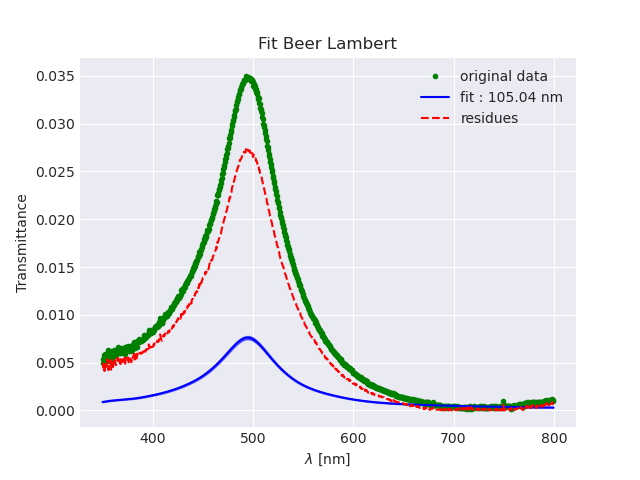 Fit Beer Lambert
original data
fit : 105.04 nm
residues
Transmittance
0.035
0.030
0.025
0.020
0.015
0.010
0.005
0.000
400 500 600 700 800
λ [nm]